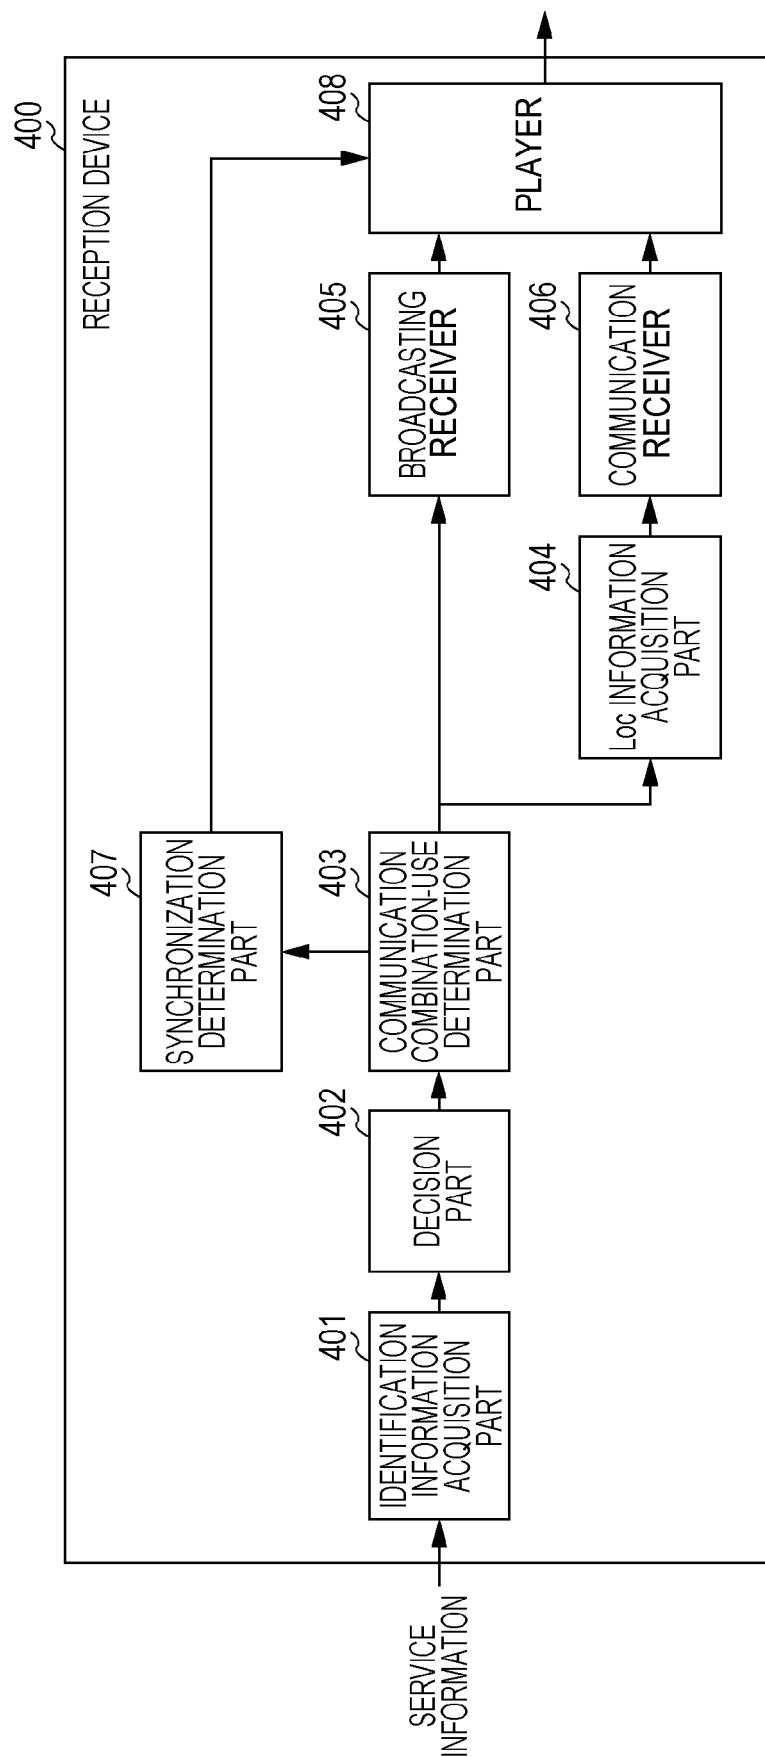 400
RECEPTION DEVICE
SERVICE
INFORMATION
401
IDENTIFICATION
INFORMATION
ACQUISITION
PART
402
DECISION
PART
403
COMMUNICATION
COMBINATION-USE
DETERMINATION
PART
407
SYNCHRONIZATION
DETERMINATION
PART
404
Loc INFORMATION
ACQUISITION
PART
405
BROADCASTING
RECEIVER
406
COMMUNICATION
RECEIVER
408
PLAYER